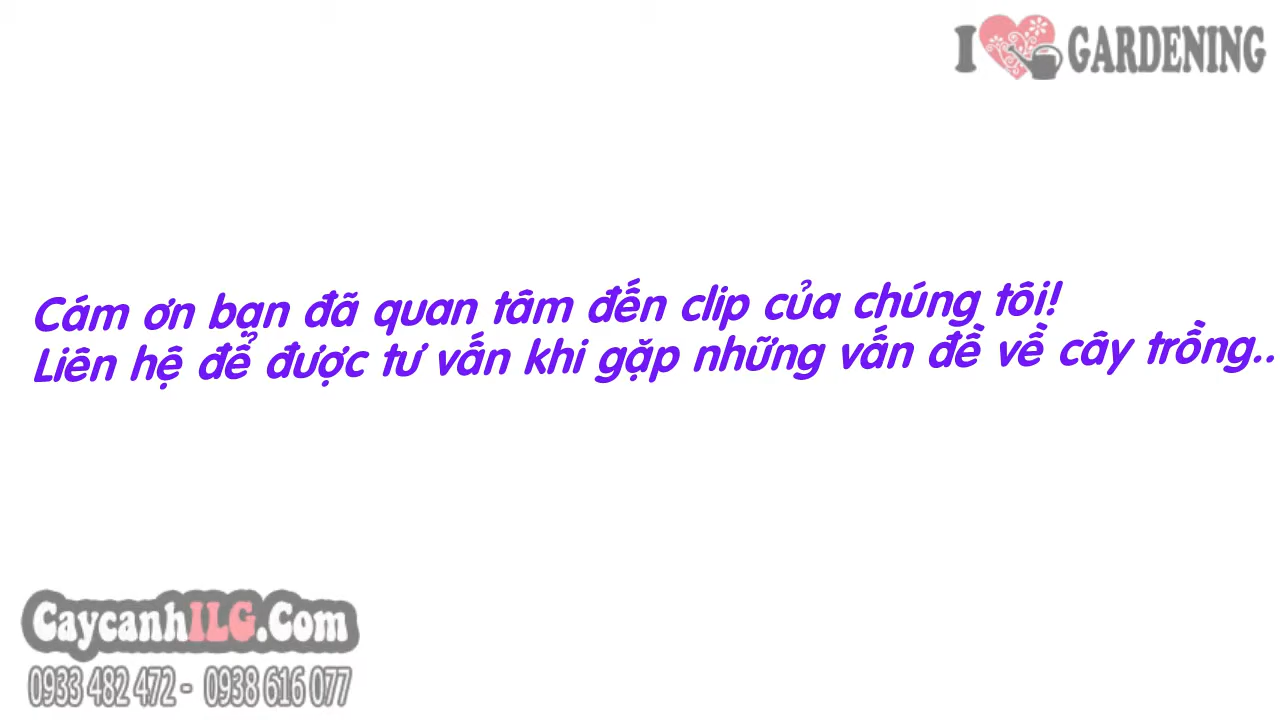 I GARDENING
Cám ơn bạn đã quan tâm đến clip của chúng tôi!
Liên hệ để được tư vấn khi gặp những vấn đề về cây trồng..
CaycanhILG.Com
0933 482 472 - 0938 616 077